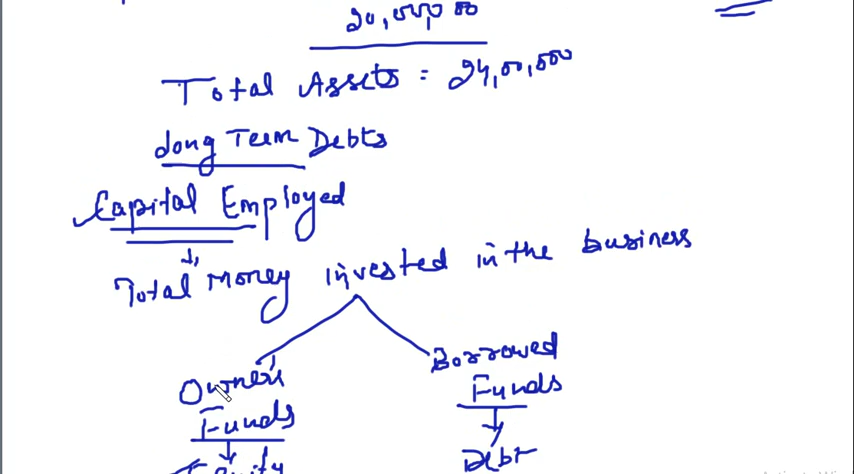 20,00,000
Total Assets = 24,00,000
Long Term Debts
Capital Employed
Total Money invested in the business
Owner's Funds
Borrowed Funds
Equity
Debt